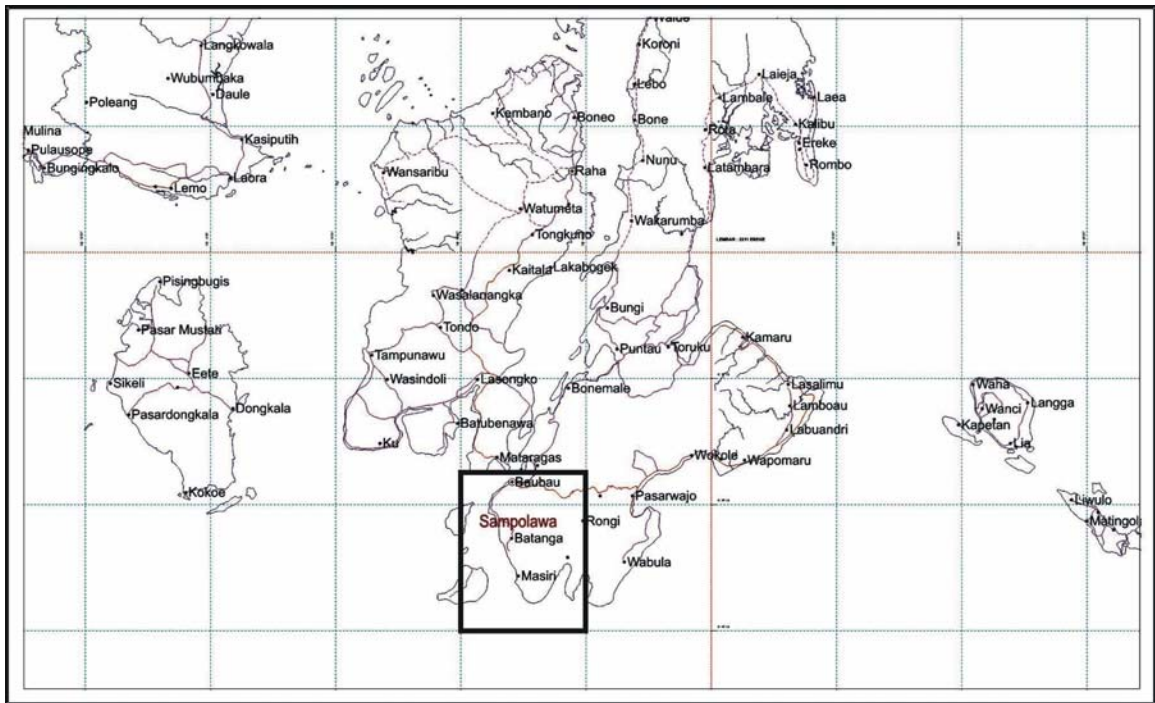 Value
Langkowala
Koroni
Wubumbaka
Laieja
Daule
Lebo
Poleang
Lambale
Laea
Kembano
Boneo
Bone
Kalibu
Rora
Mulina
Kasiputih
Ereke
Pulausope
Nunu
Rombo
Bungingkalo
Wansaribu
Raha
Latambara
Laora
Lemo
Watumeta
Wakarumba
Tongkuno
Kaitala
Lakabogek
Pisingbugis
Wasalanangka
Bungi
Pasar Mustati
Tondo
Kamaru
Tampunawu
Puntau
Toruku
Eete
Sikeli
Wasindoli
Lasongko
Bonemale
Lasalimu
Waha
Pasardongkala
Dongkala
Lamboau
Wanci
Langga
Batubenawa
Kapetan
Labuandri
Ku
Lia
Mataragas
Wokole
Wapomaru
Baubau
Kokoe
Pasarwajo
Liwulo
Sampolawa
Rongi
Matingola
Batanga
Wabula
Masiri